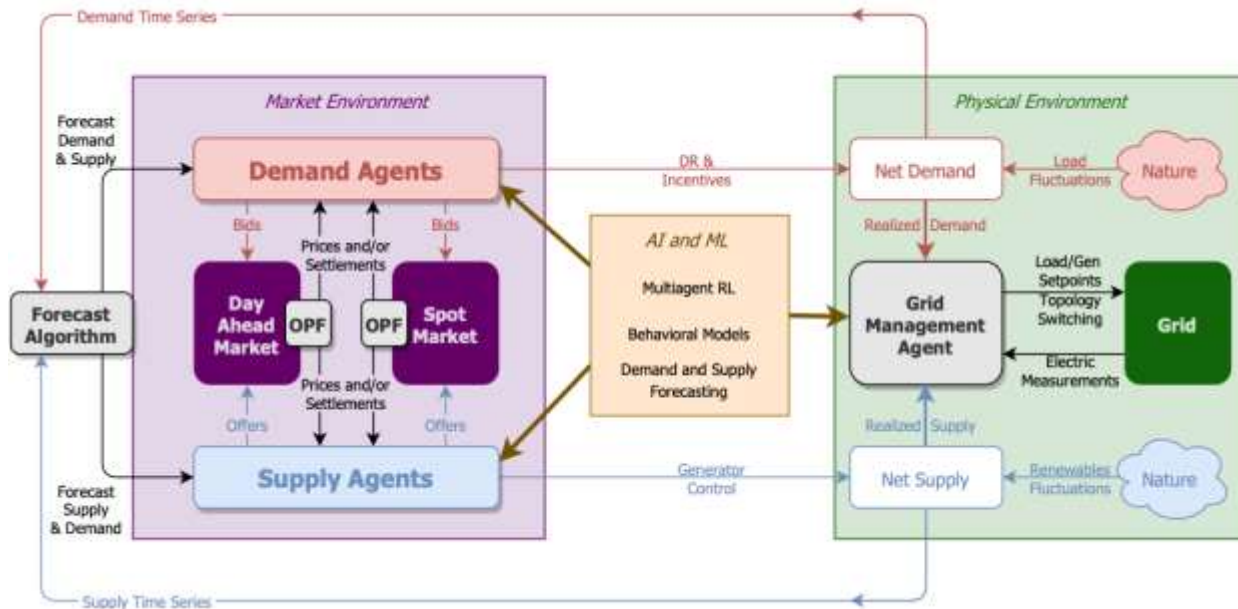 Demand Time Series
Market Environment
Physical Environment
Forecast
Demand
& Supply
Demand Agents
DR &
Incentives
Net Demand
Load
Fluctuations
Nature
Bids
Bids
Prices and/or
Settlements
Realized Demand
AI and ML
Multiagent RL
Behavioral Models
Demand and Supply
Forecasting
Forecast
Algorithm
Day
Ahead
Market
OPF
OPF
Spot
Market
Grid
Management
Agent
Load/Gen
Setpoints
Topology
Switching
Electric
Measurements
Grid
Prices and/or
Settlements
Offers
Offers
Realized Supply
Supply Agents
Generator
Control
Net Supply
Renewables
Fluctuations
Nature
Forecast
Supply
& Demand
Supply Time Series